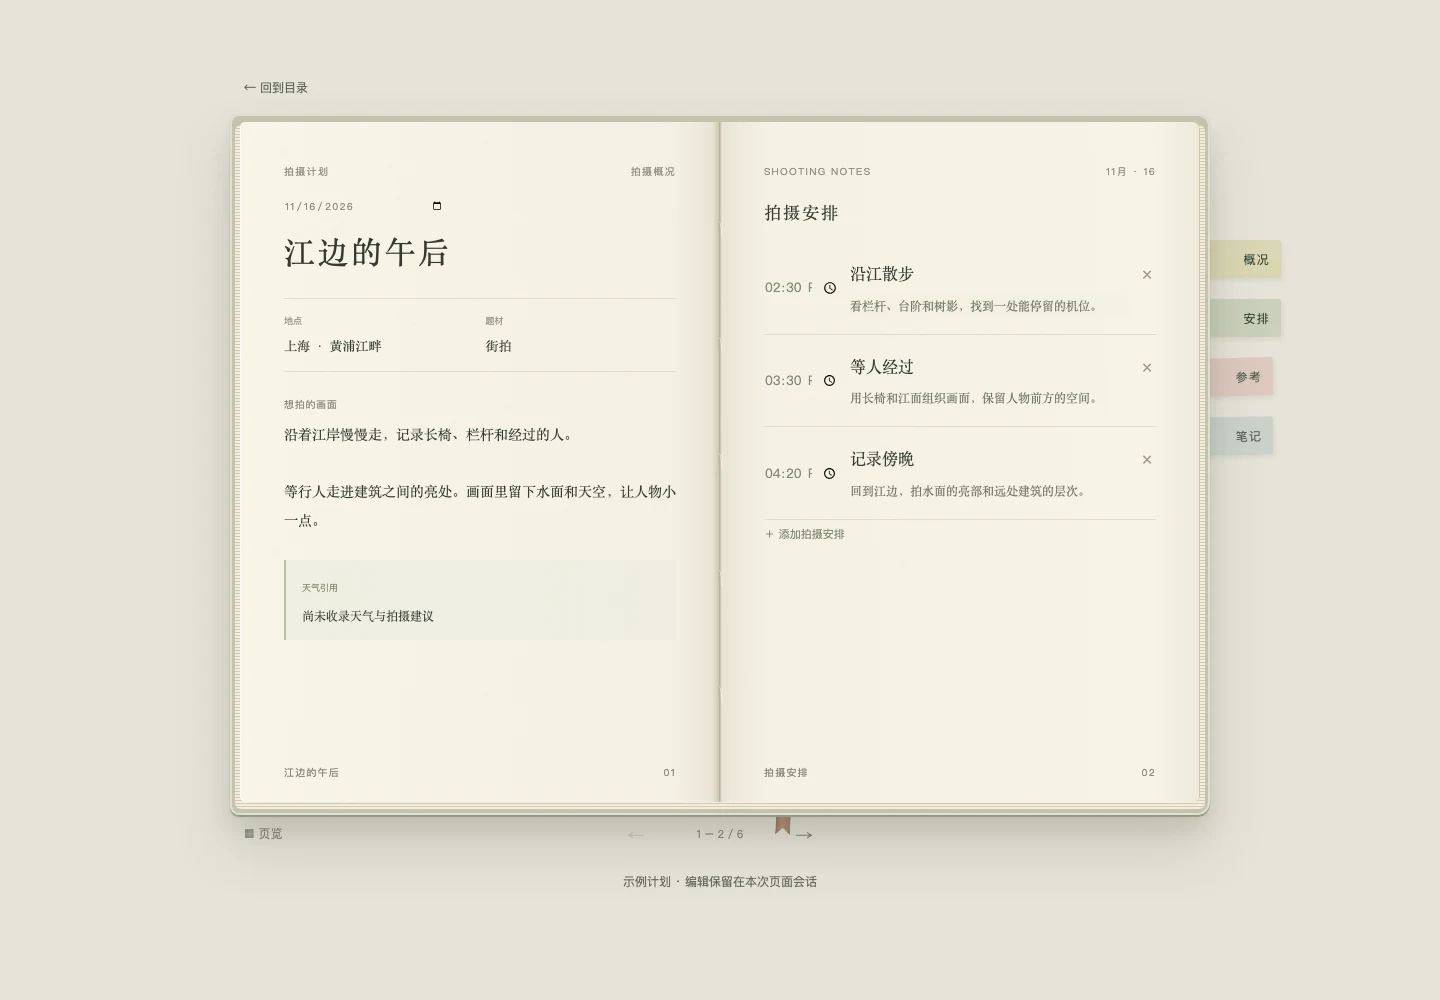 ← 回到目录
拍摄计划
拍摄概况
11/16/2026
江边的午后
地点
题材
上海 · 黄浦江畔
街拍
想拍的画面
沿着江岸慢慢走，记录长椅、栏杆和经过的人。
等行人走进建筑之间的亮处。画面里留下水面和天空，让人物小
一点。
天气引用
尚未收录天气与拍摄建议
江边的午后
01
SHOOTING NOTES
11月 · 16
拍摄安排
02:30
沿江散步
×
看栏杆、台阶和树影，找到一处能停留的机位。
03:30
等人经过
×
用长椅和江面组织画面，保留人物前方的空间。
04:20
记录傍晚
×
回到江边，拍水面的亮部和远处建筑的层次。
+ 添加拍摄安排
拍摄安排
02
概况
安排
参考
笔记
页览
←
1—2 / 6
→
示例计划 · 编辑保留在本次页面会话